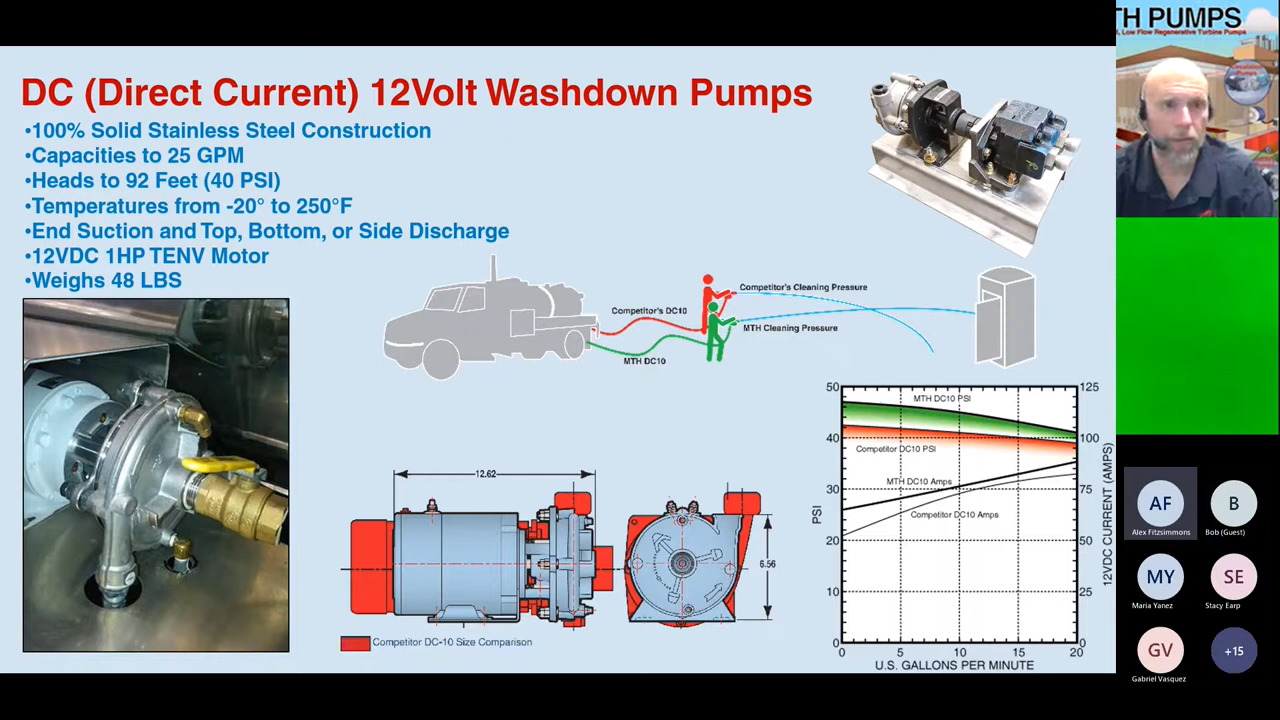 DC (Direct Current) 12Volt Washdown Pumps
•100% Solid Stainless Steel Construction
•Capacities to 25 GPM
•Heads to 92 Feet (40 PSI)
•Temperatures from -20° to 250°F
•End Suction and Top, Bottom, or Side Discharge
•12VDC 1HP TENV Motor
•Weighs 48 LBS
Competitor's DC10
MTH DC10
Competitor's Cleaning Pressure
MTH Cleaning Pressure
12.62
6.56
Competitor DC-10 Size Comparison
50
40
30
20
10
0
PSI
MTH DC10 PSI
Competitor DC10 PSI
MTH DC10 Amps
Competitor DC10 Amps
125
100
75
50
25
0
12VDC CURRENT (AMPS)
0 5 10 15 20
U.S. GALLONS PER MINUTE
TH PUMPS
, Low Flow Regenerative Turbine Pumps
AF
Alex Fitzsimmons
B
Bob (Guest)
MY
Maria Yanez
SE
Stacy Earp
GV
Gabriel Vasquez
+15